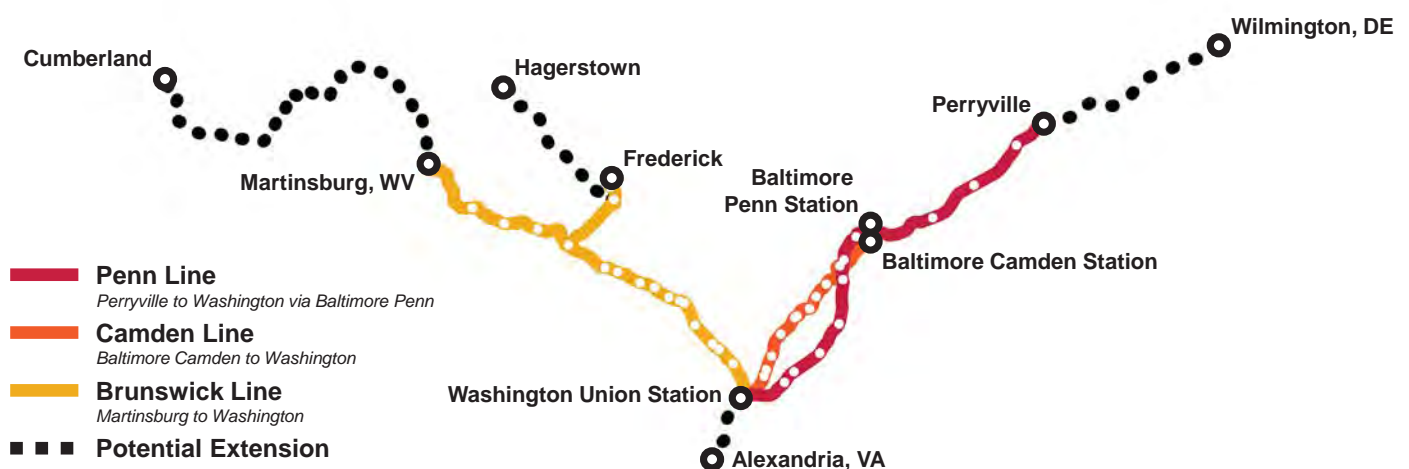 Wilmington, DE
Cumberland
Hagerstown
Perryville
Frederick
Martinsburg, WV
Baltimore
Penn Station
Baltimore Camden Station
Penn Line
Perryville to Washington via Baltimore Penn
Camden Line
Baltimore Camden to Washington
Brunswick Line
Martinsburg to Washington
Potential Extension
Washington Union Station
Alexandria, VA